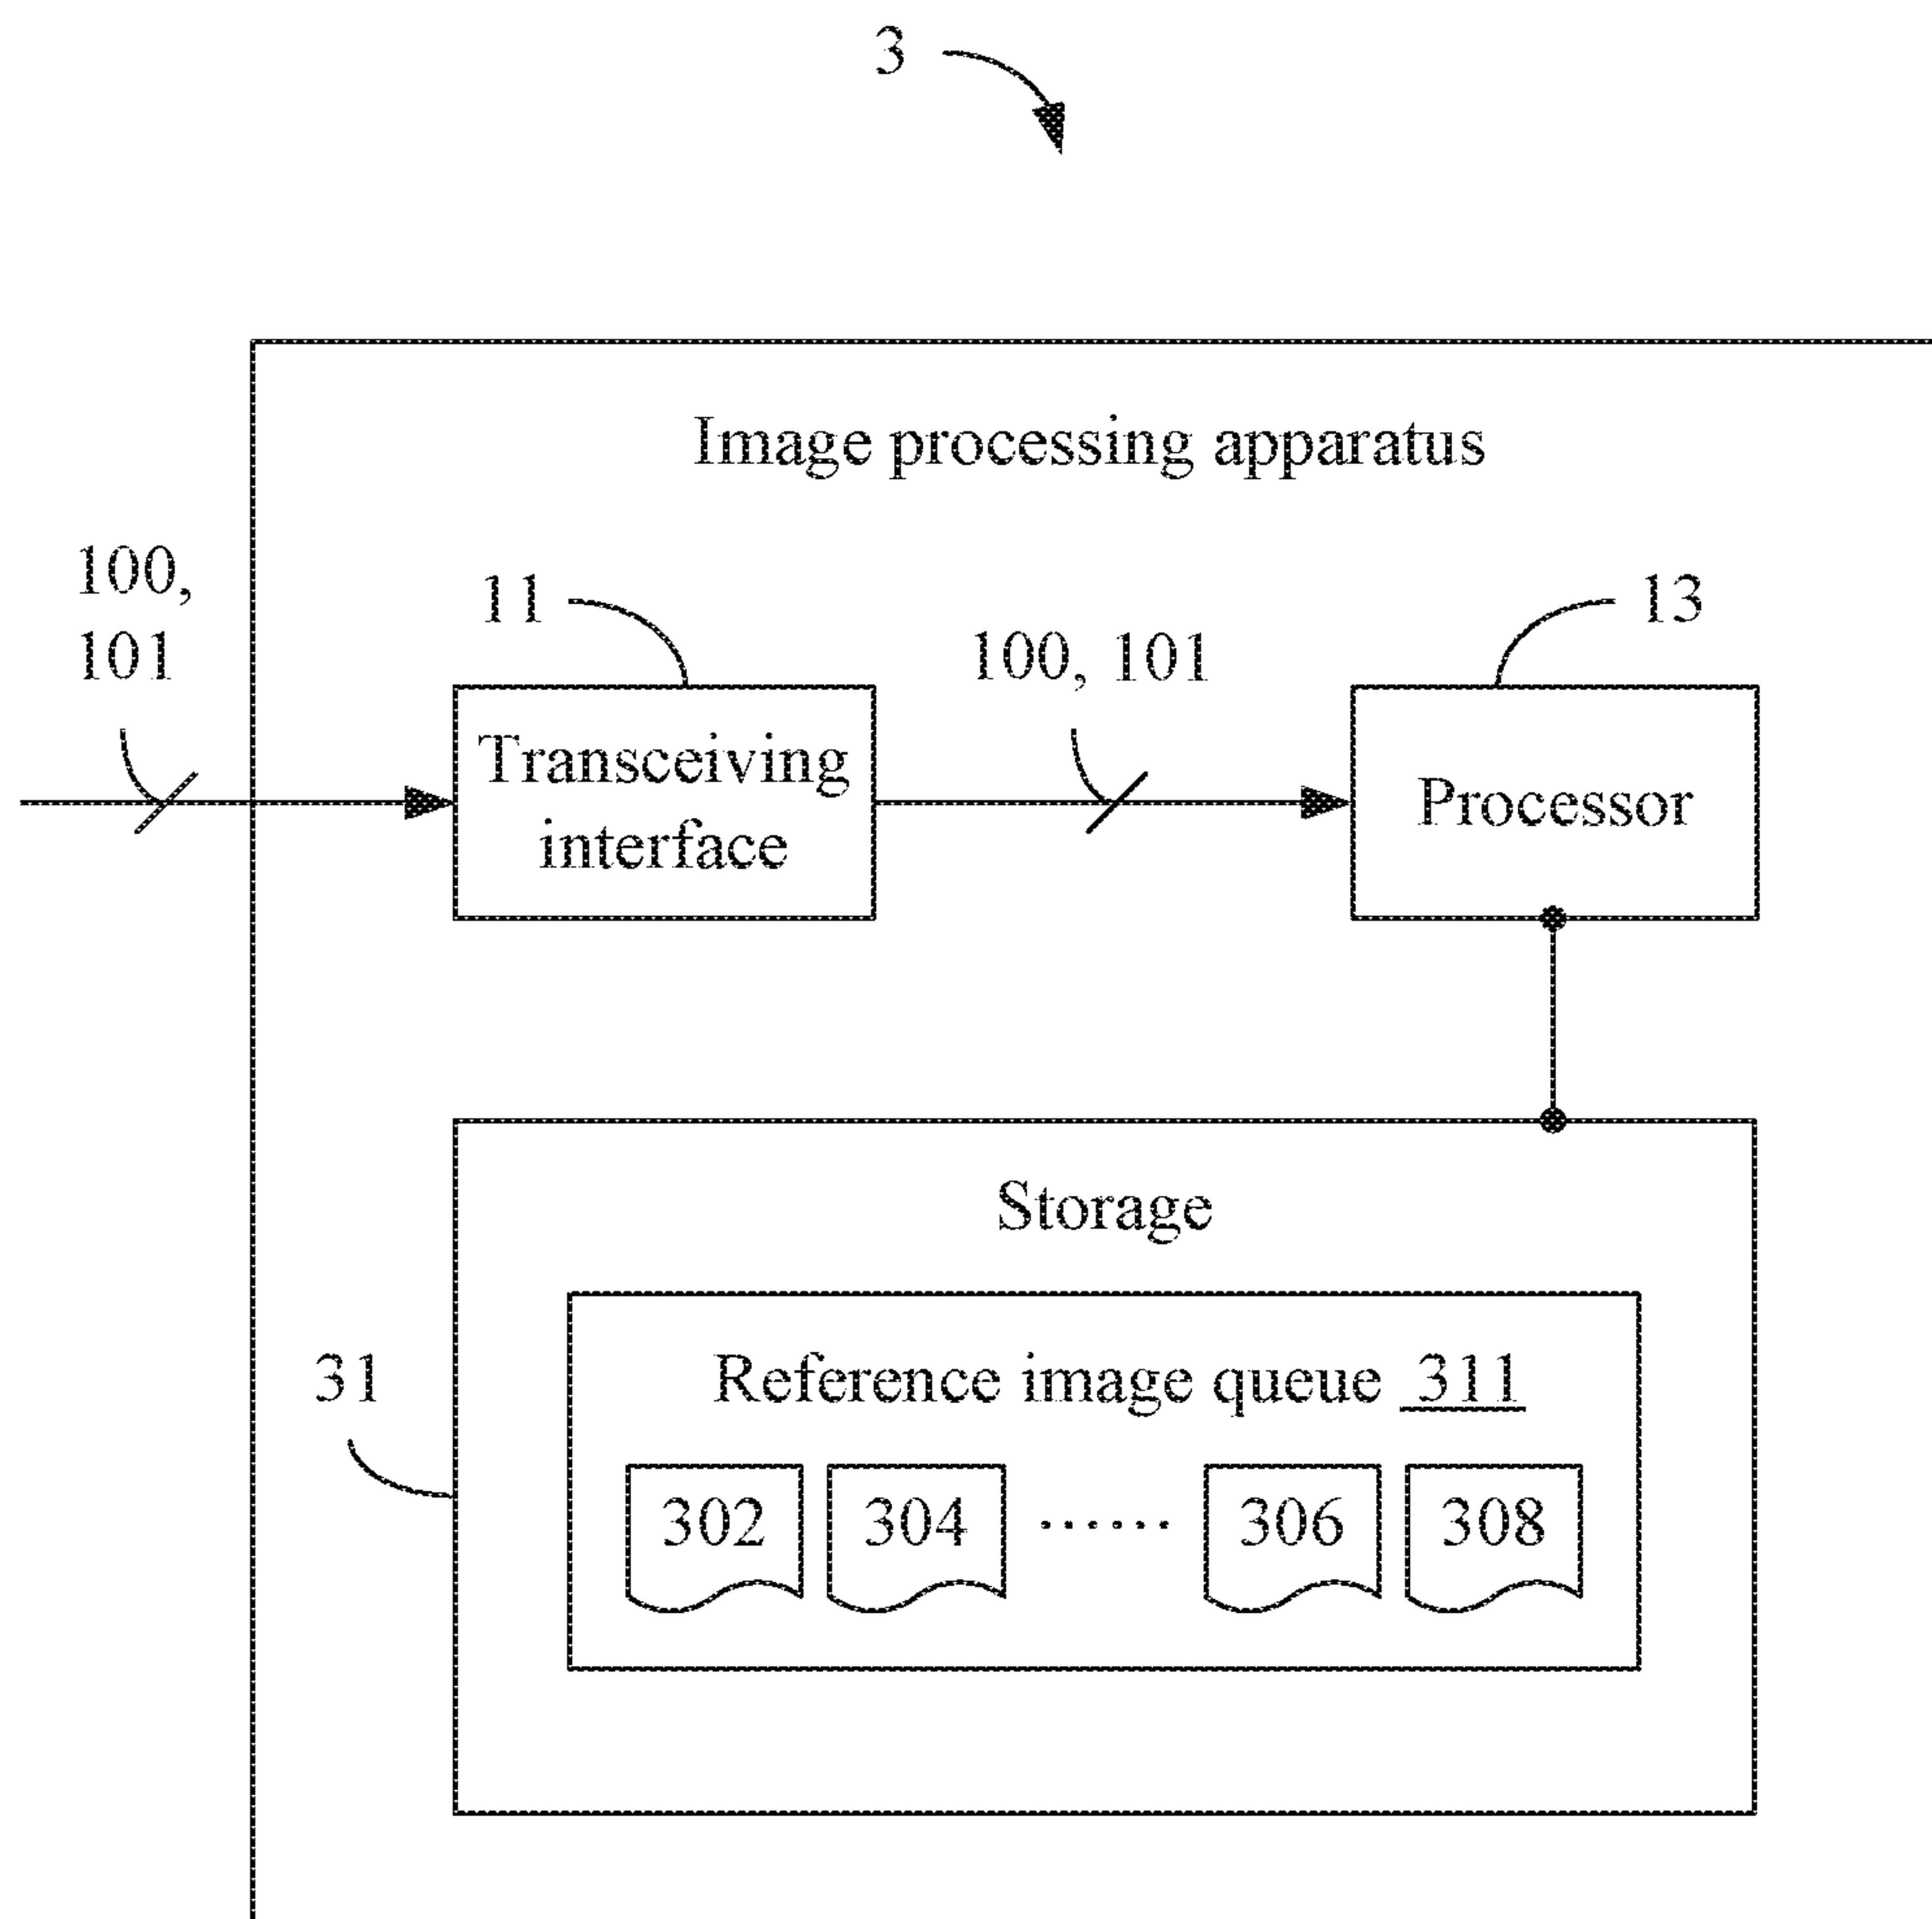 3
Image processing apparatus
100,
101
11
100, 101
13
Transceiving
interface
Processor
Storage
31
Reference image queue 311
302 304 ...... 306 308